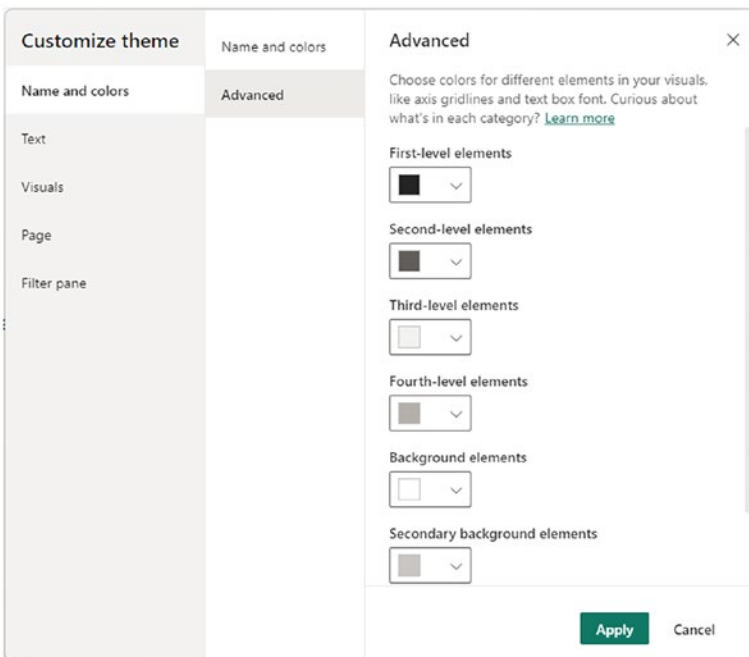 Customize theme
Name and colors
Text
Visuals
Page
Filter pane
Name and colors
Advanced
Advanced
Choose colors for different elements in your visuals,
like axis gridlines and text box font. Curious about
what's in each category? Learn more
First-level elements
Second-level elements
Third-level elements
Fourth-level elements
Background elements
Secondary background elements
Apply
Cancel